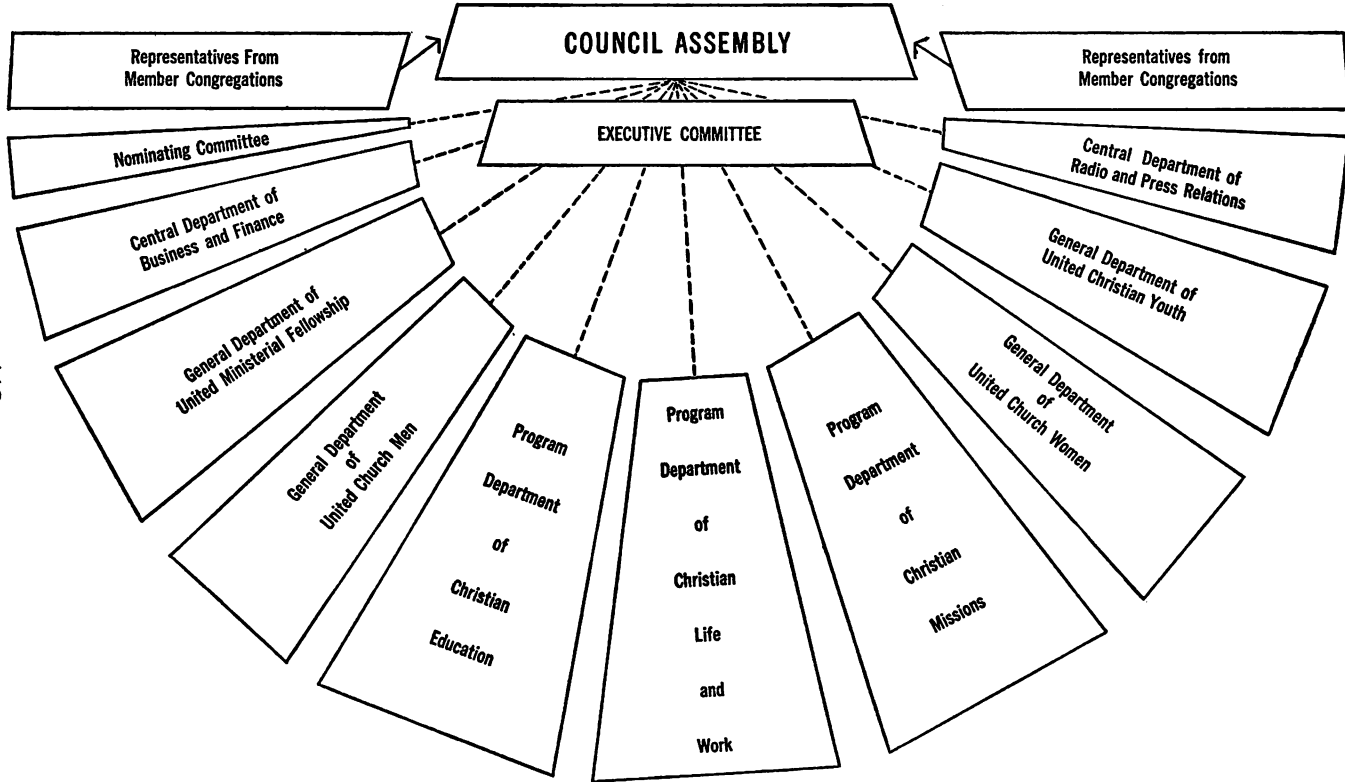 COUNCIL ASSEMBLY
Representatives From
Member Congregations
Representatives from
Member Congregations
EXECUTIVE COMMITTEE
Nominating Committee
Central Department of
Business and Finance
General Department of
United Ministerial Fellowship
General Department
of
United Church Men
Program
Department
of
Christian
Education
Program
Department
of
Christian
Life
and
Work
Program
Department
of
Christian
Missions
General Department
of
United Church Women
General Department of
United Christian Youth
Central Department of
Radio and Press Relations